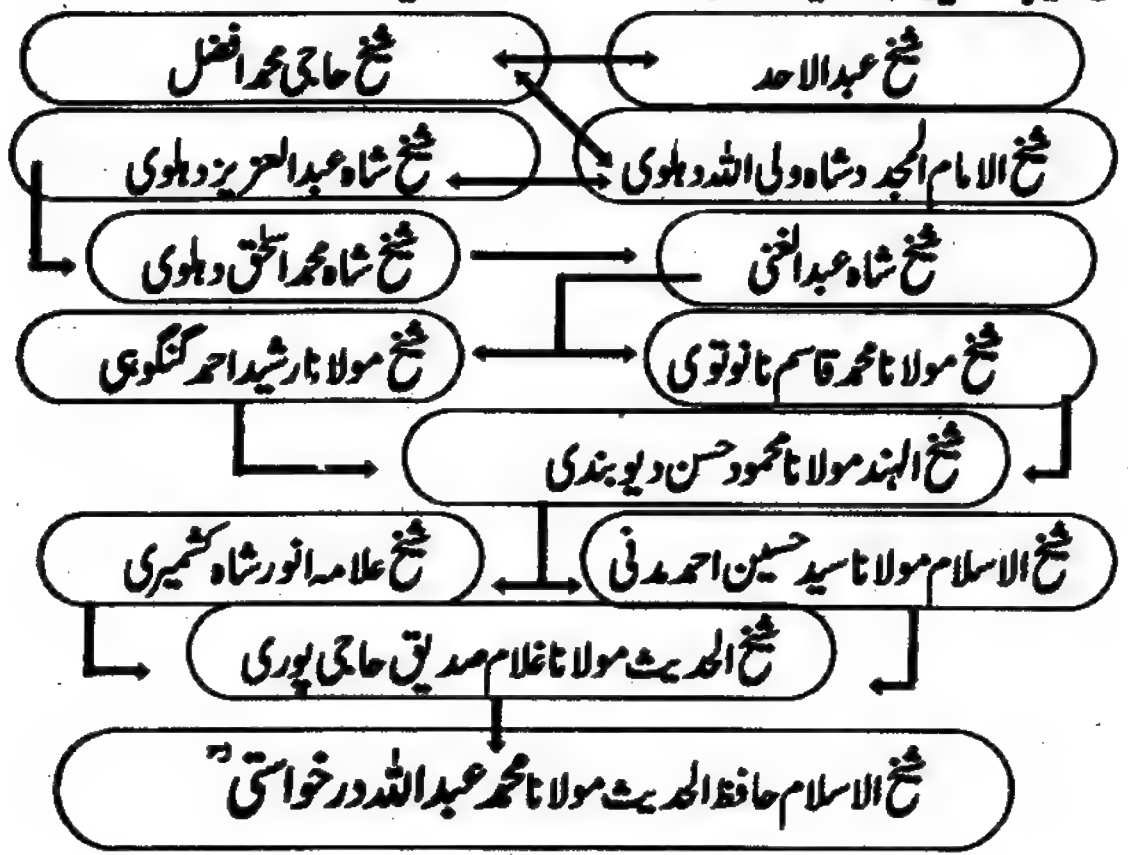 شیخ عبدالاحد
شیخ حاجی محمد افضل
شیخ الامام المجدد شاہ ولی اللہ دہلوی
شیخ شاہ عبدالعزیز دہلوی
شیخ شاہ عبدالغنی
شیخ شاہ محمد اسحٰق دہلوی
شیخ مولانا محمد قاسم نانوتوی
شیخ مولانا رشید احمد گنگوہی
شیخ الہند مولانا محمود حسن دیوبندی
شیخ الاسلام مولانا سید حسین احمد مدنی
شیخ علامہ انور شاہ کشمیری
شیخ الحدیث مولانا غلام صدیق حاجی پوری
شیخ الاسلام حافظ الحدیث مولانا محمد عبداللہ درخواستیؒ